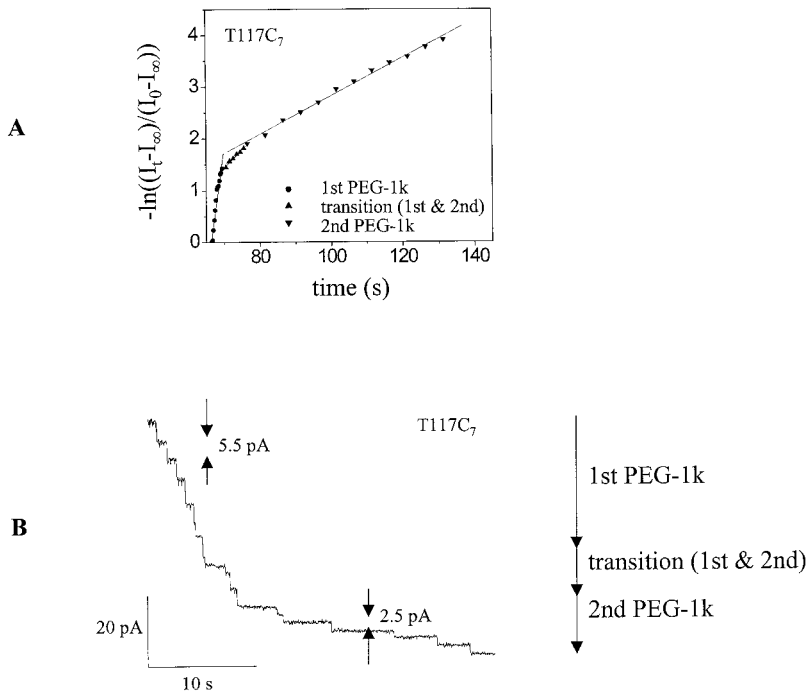 A
T117C₇
-ln((Iₜ-I∞)/(I₀-I∞))
4
3
2
1
0
80
100
120
140
time (s)
1st PEG-1k
transition (1st & 2nd)
2nd PEG-1k
B
T117C₇
5.5 pA
2.5 pA
20 pA
10 s
1st PEG-1k
transition (1st & 2nd)
2nd PEG-1k